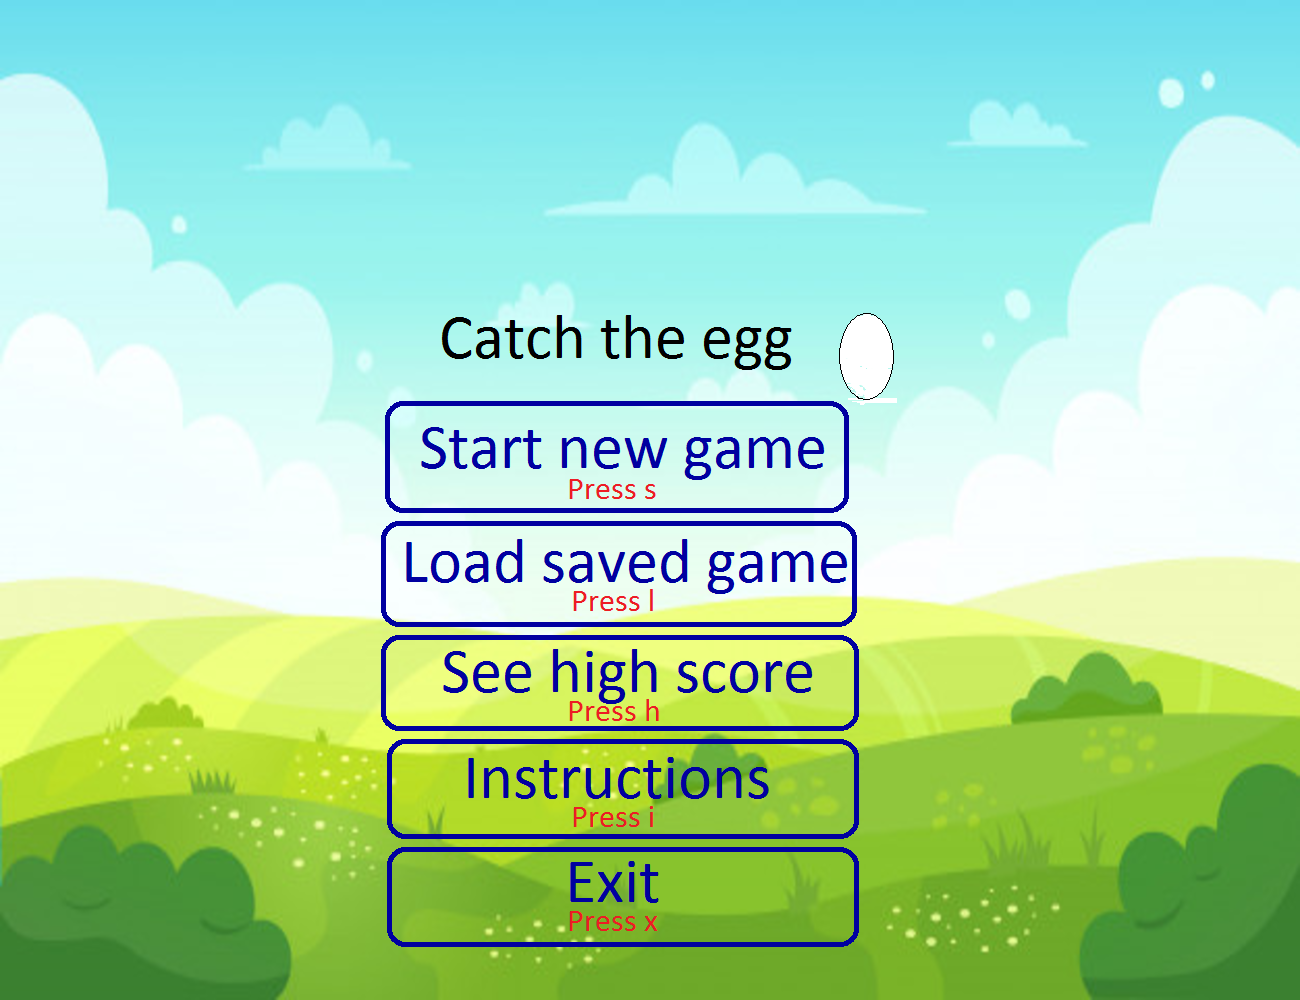 Catch the egg
Start new game
Press s
Load saved game
Press l
See high score
Press h
Instructions
Press i
Exit
Press x